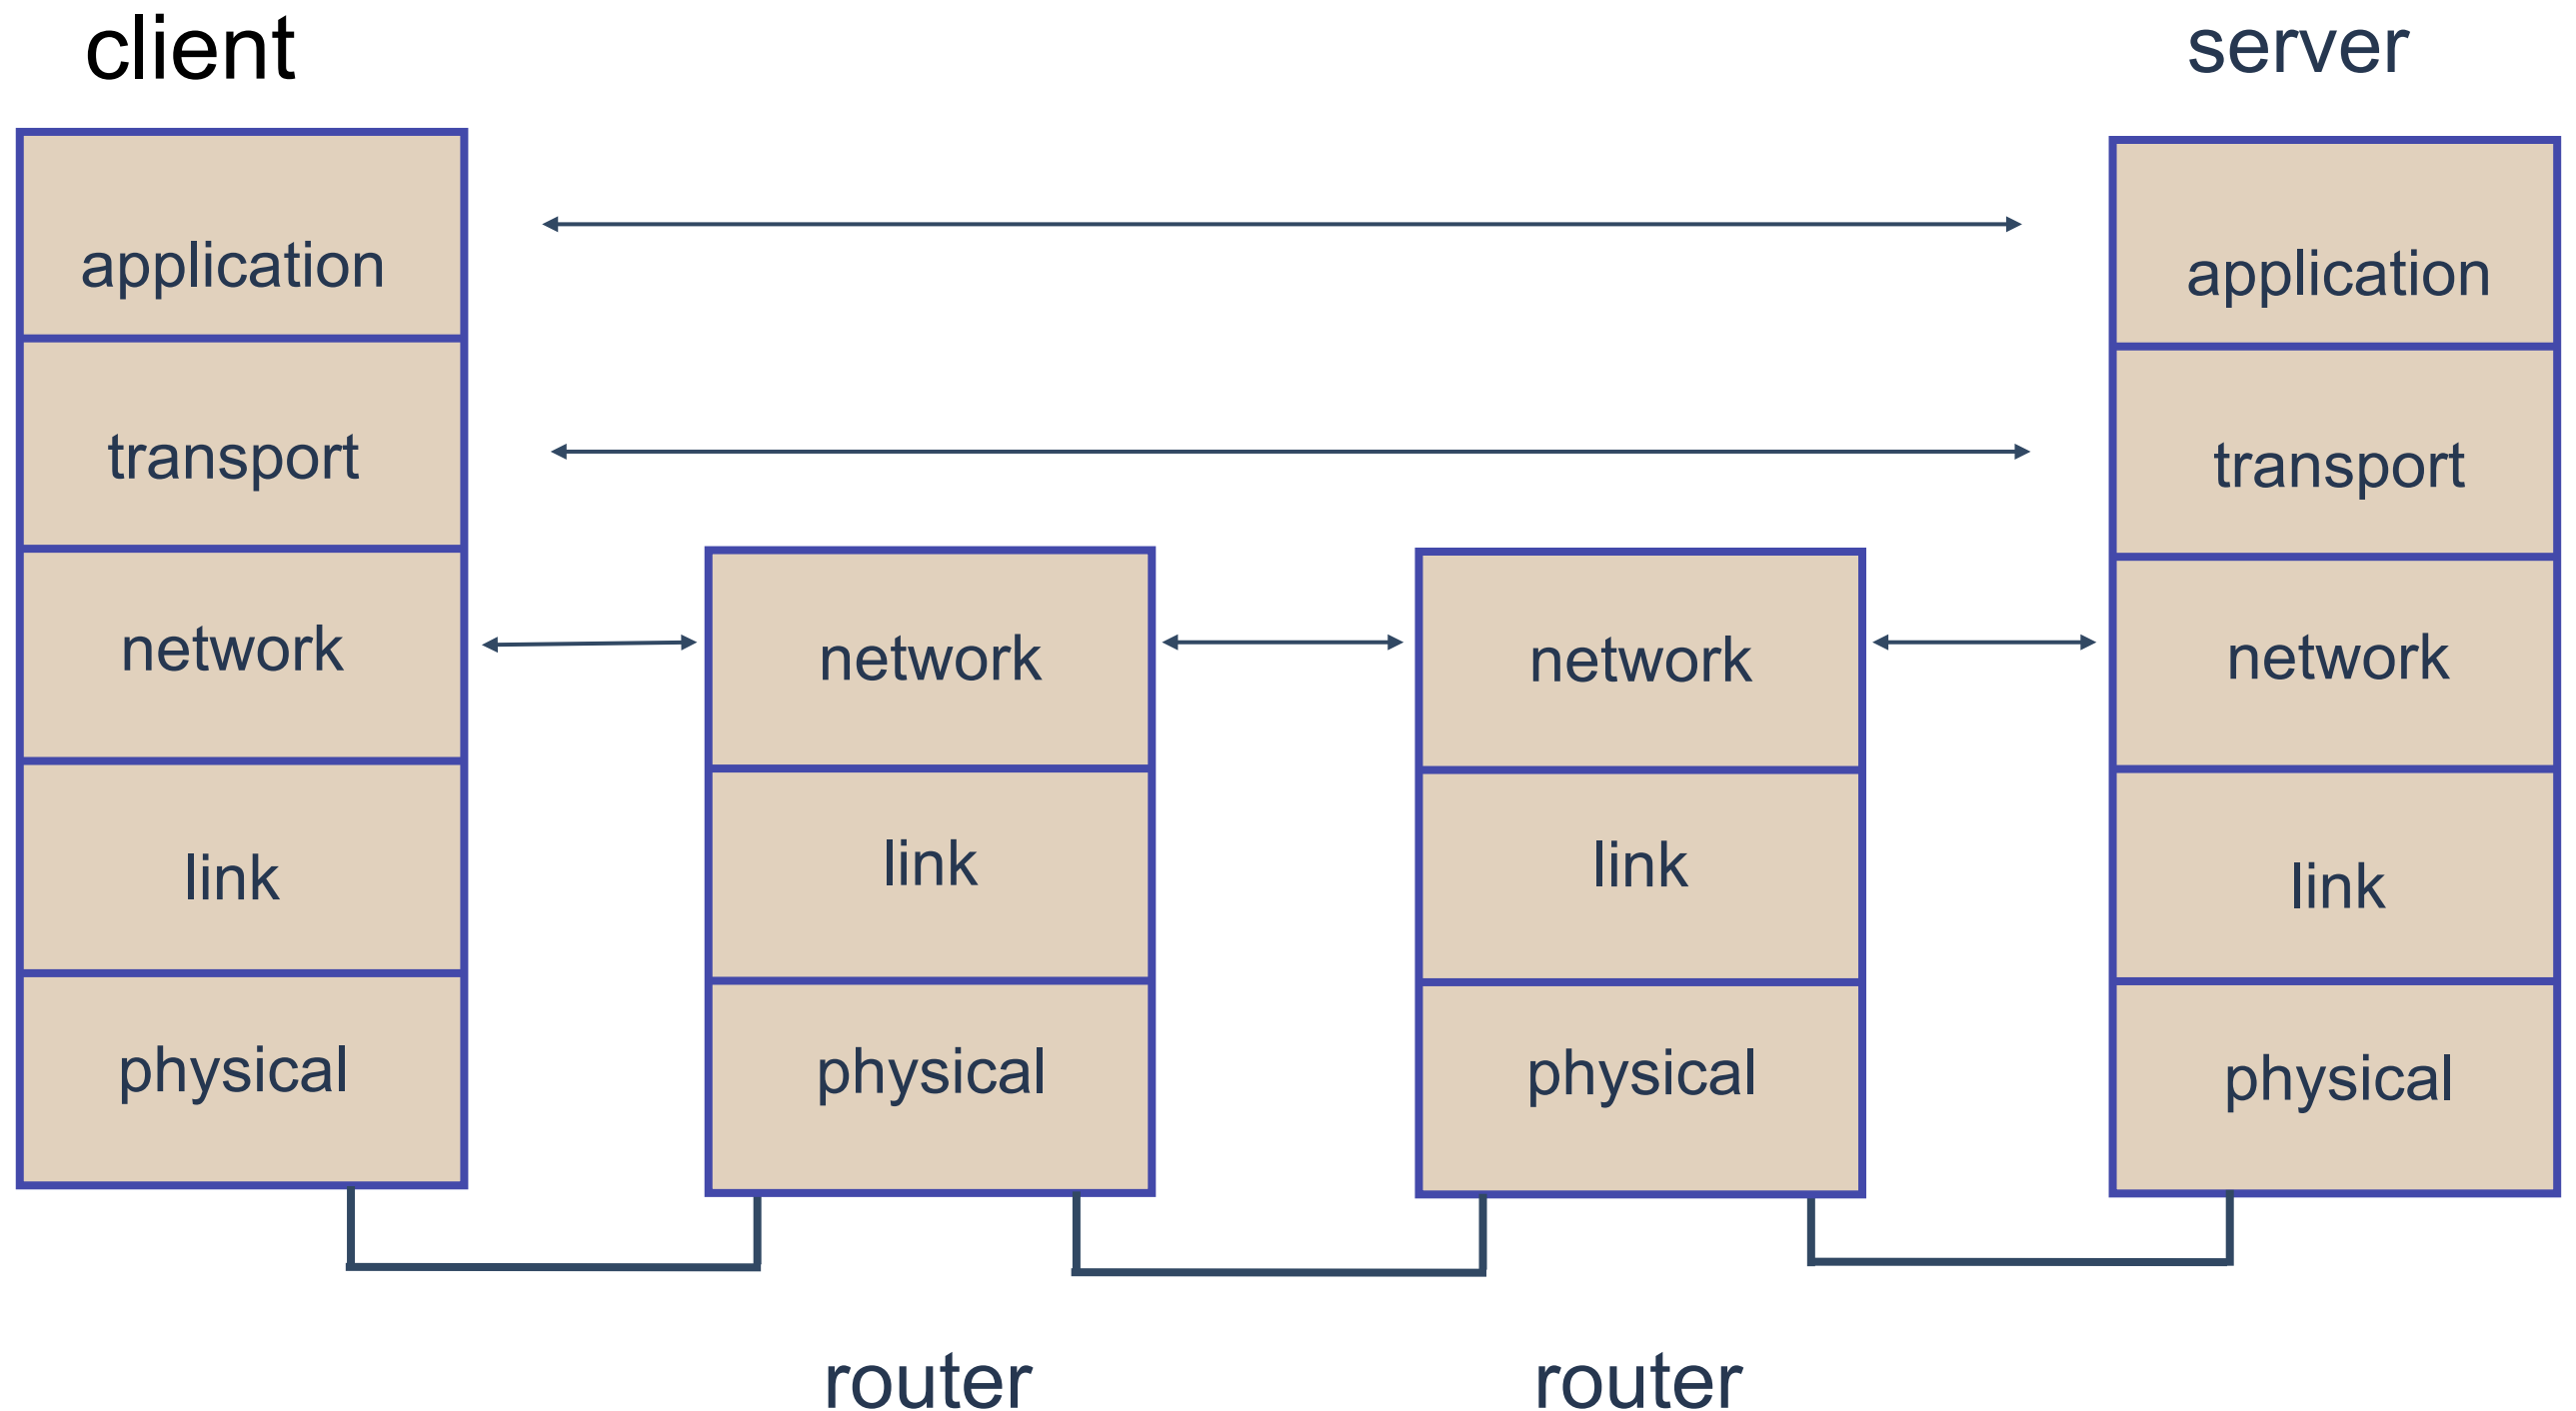 client
server
application
transport
network
link
physical
network
link
physical
network
link
physical
application
transport
network
link
physical
router
router